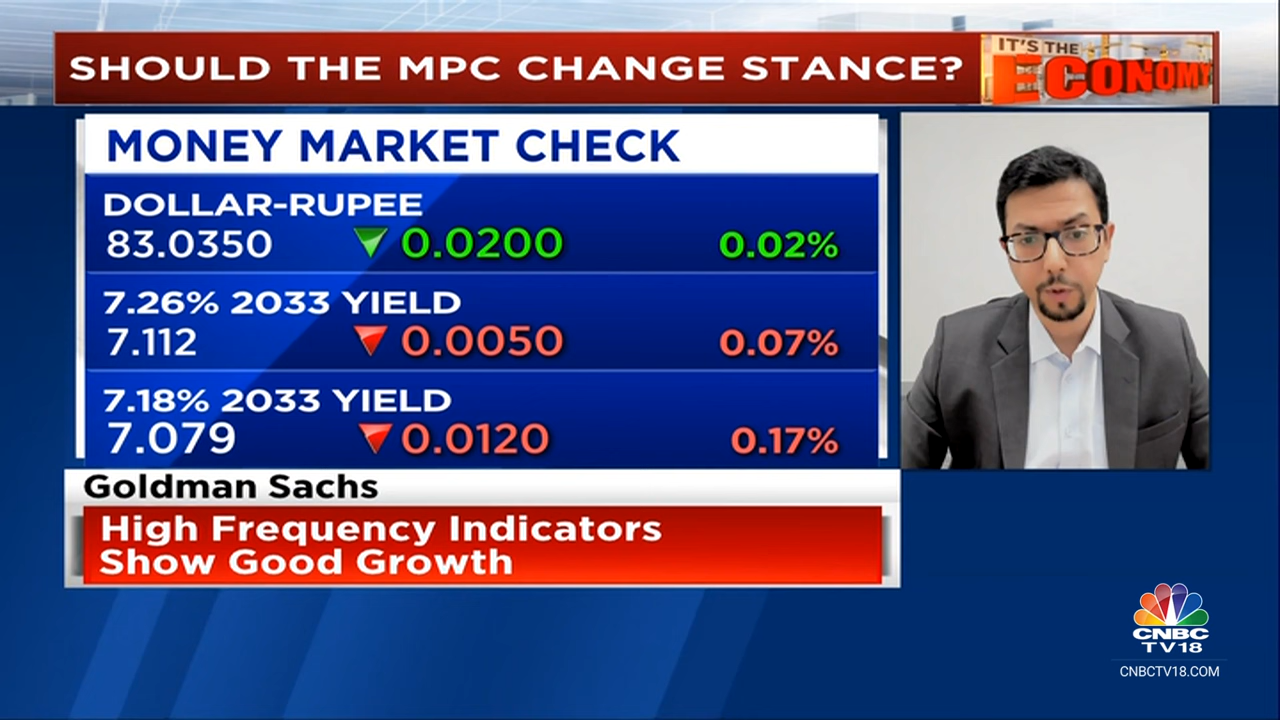 SHOULD THE MPC CHANGE STANCE?
IT'S THE
ECONOMY
MONEY MARKET CHECK
DOLLAR-RUPEE
83.0350 0.0200 0.02%
7.26% 2033 YIELD
7.112 0.0050 0.07%
7.18% 2033 YIELD
7.079 0.0120 0.17%
Goldman Sachs
High Frequency Indicators
Show Good Growth
CNBC
TV18
CNBCTV18.COM